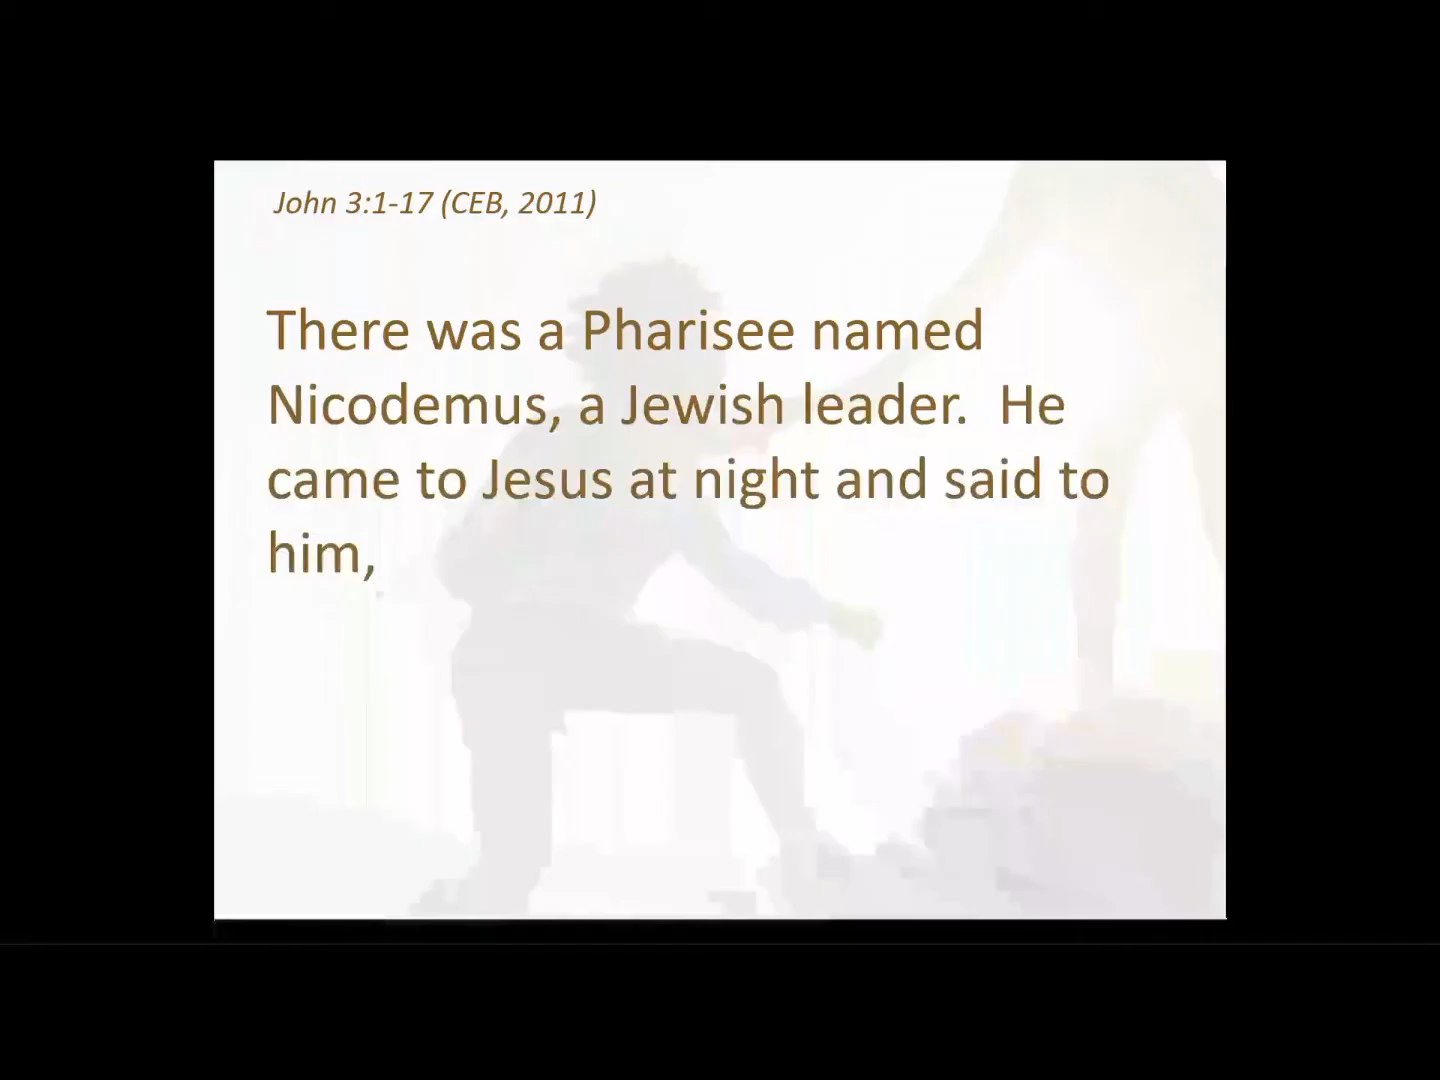 John 3:1-17 (CEB, 2011)
There was a Pharisee named
Nicodemus, a Jewish leader.  He
came to Jesus at night and said to
him,